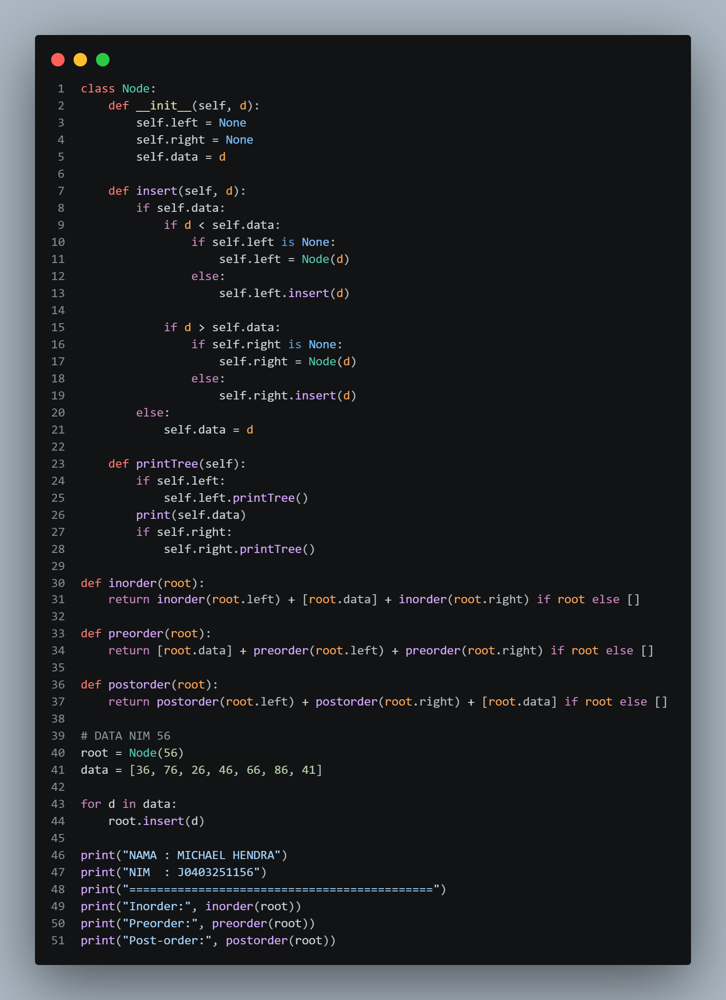 1 class Node:
2     def __init__(self, d):
3         self.left = None
4         self.right = None
5         self.data = d
6
7     def insert(self, d):
8         if self.data:
9             if d < self.data:
10                 if self.left is None:
11                     self.left = Node(d)
12                 else:
13                     self.left.insert(d)
14
15             if d > self.data:
16                 if self.right is None:
17                     self.right = Node(d)
18                 else:
19                     self.right.insert(d)
20         else:
21             self.data = d
22
23     def printTree(self):
24         if self.left:
25             self.left.printTree()
26         print(self.data)
27         if self.right:
28             self.right.printTree()
29
30 def inorder(root):
31     return inorder(root.left) + [root.data] + inorder(root.right) if root else []
32
33 def preorder(root):
34     return [root.data] + preorder(root.left) + preorder(root.right) if root else []
35
36 def postorder(root):
37     return postorder(root.left) + postorder(root.right) + [root.data] if root else []
38
39 # DATA NIM 56
40 root = Node(56)
41 data = [36, 76, 26, 46, 66, 86, 41]
42
43 for d in data:
44     root.insert(d)
45
46 print("NAMA : MICHAEL HENDRA")
47 print("NIM  : J0403251156")
48 print("============================================")
49 print("Inorder:", inorder(root))
50 print("Preorder:", preorder(root))
51 print("Post-order:", postorder(root))